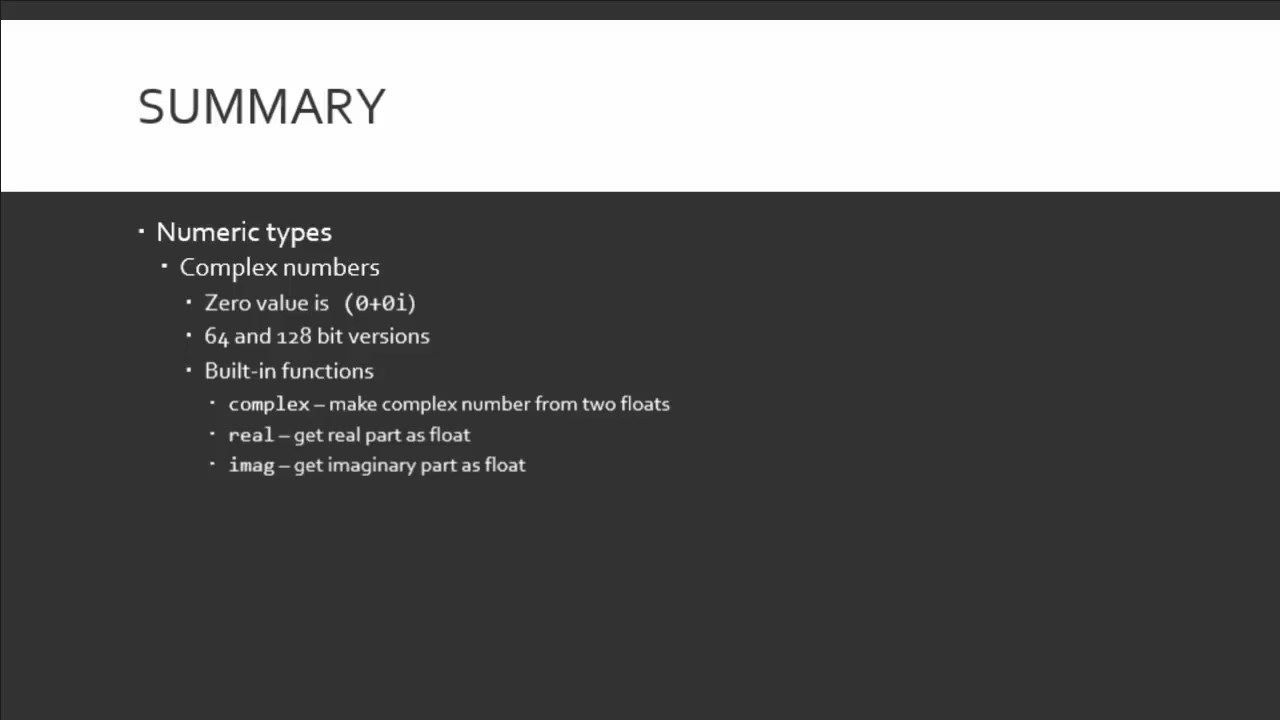 SUMMARY
▪ Numeric types
▪ Complex numbers
▪ Zero value is (0+0i)
▪ 64 and 128 bit versions
▪ Built-in functions
▪ complex – make complex number from two floats
▪ real – get real part as float
▪ imag – get imaginary part as float